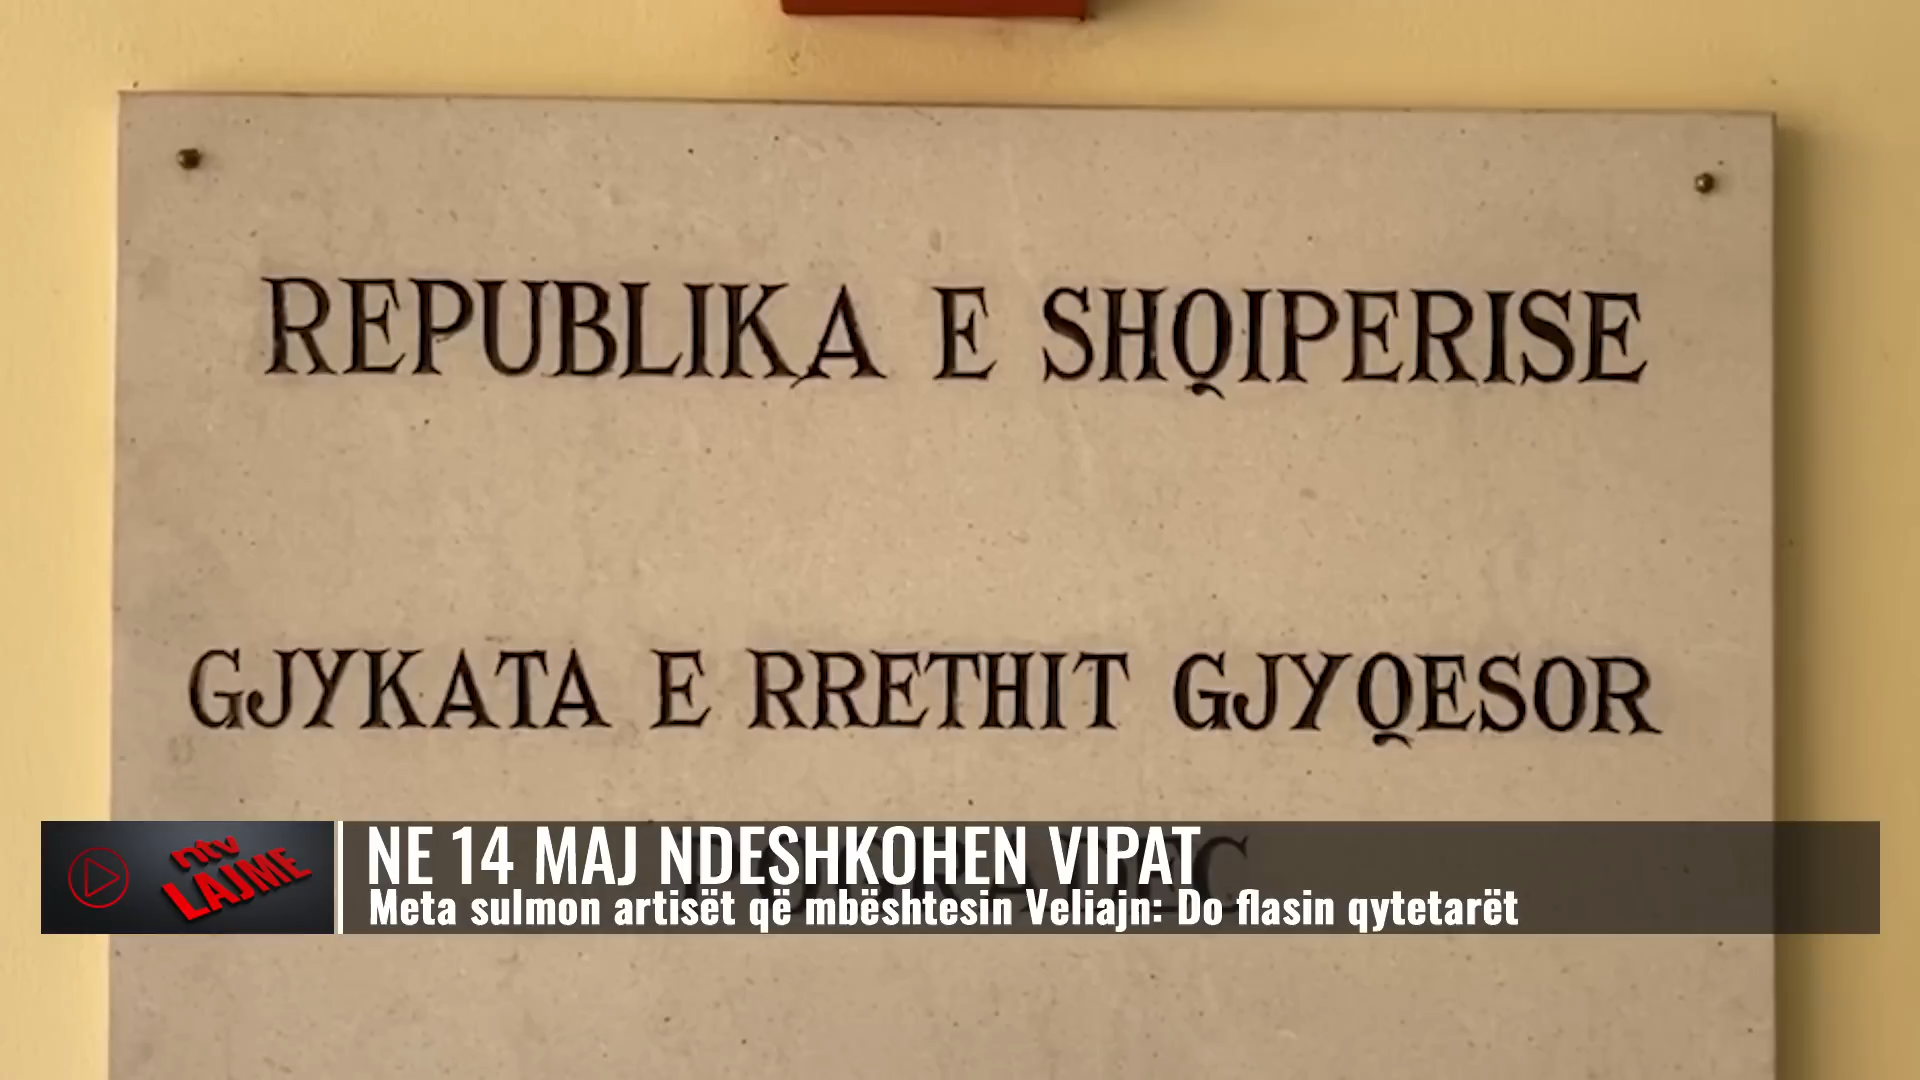 REPUBLIKA E SHQIPERISE
GJYKATA E RRETHIT GJYQESOR
POGRADEC
ntv
LAJME
NE 14 MAJ NDESHKOHEN VIPAT
Meta sulmon artisët që mbështesin Veliajn: Do flasin qytetarët